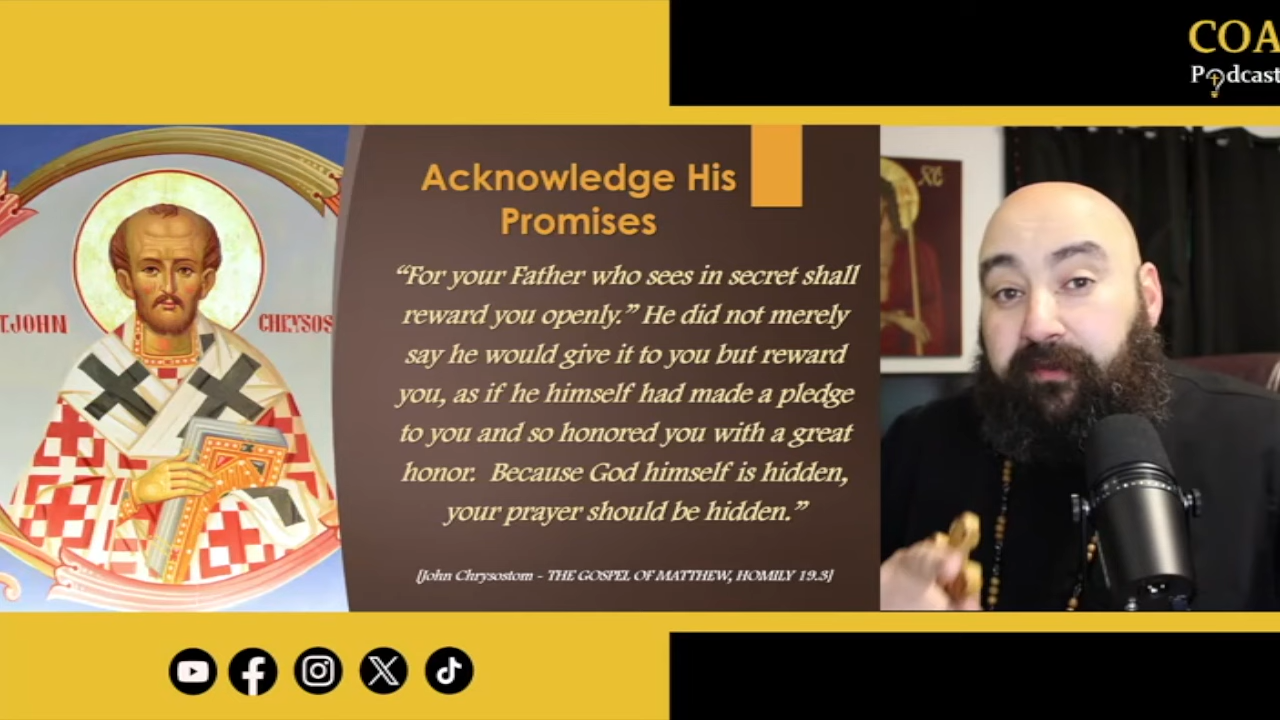 COA
Podcast
Acknowledge His
Promises
“For your Father who sees in secret shall
reward you openly.” He did not merely
say he would give it to you but reward
you, as if he himself had made a pledge
to you and so honored you with a great
honor. Because God himself is hidden,
your prayer should be hidden.”
[John Chrysostom – THE GOSPEL OF MATTHEW, HOMILY 19.3]
T.JOHN
CHRYSOS